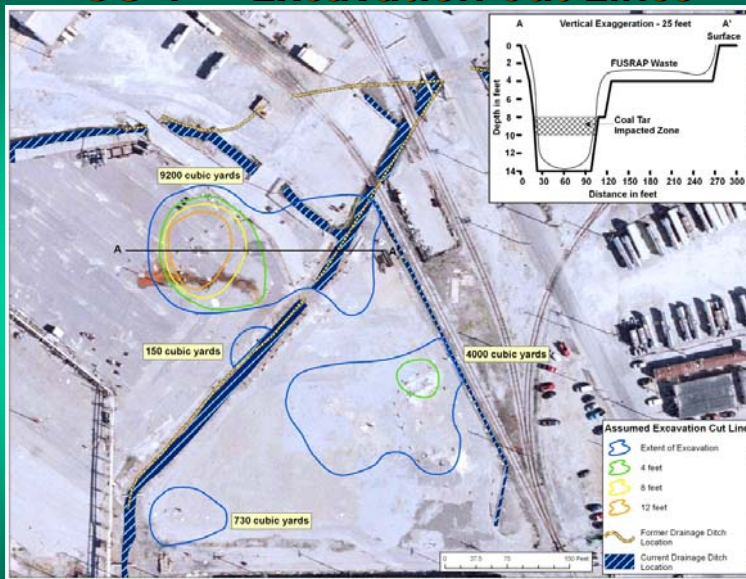 A
Vertical Exaggeration - 25 feet
A'
Surface
FUSRAP Waste
Coal Tar
Impacted Zone
Depth in feet
0
2
4
6
8
10
12
14
0 30 60 90 120 150 180 210 240 270 300
Distance in feet
9200 cubic yards
A
A'
150 cubic yards
4000 cubic yards
730 cubic yards
Assumed Excavation Cut Line
Extent of Excavation
4 feet
8 feet
12 feet
Former Drainage Ditch
Location
Current Drainage Ditch
Location
0 37.5 75 150 Feet